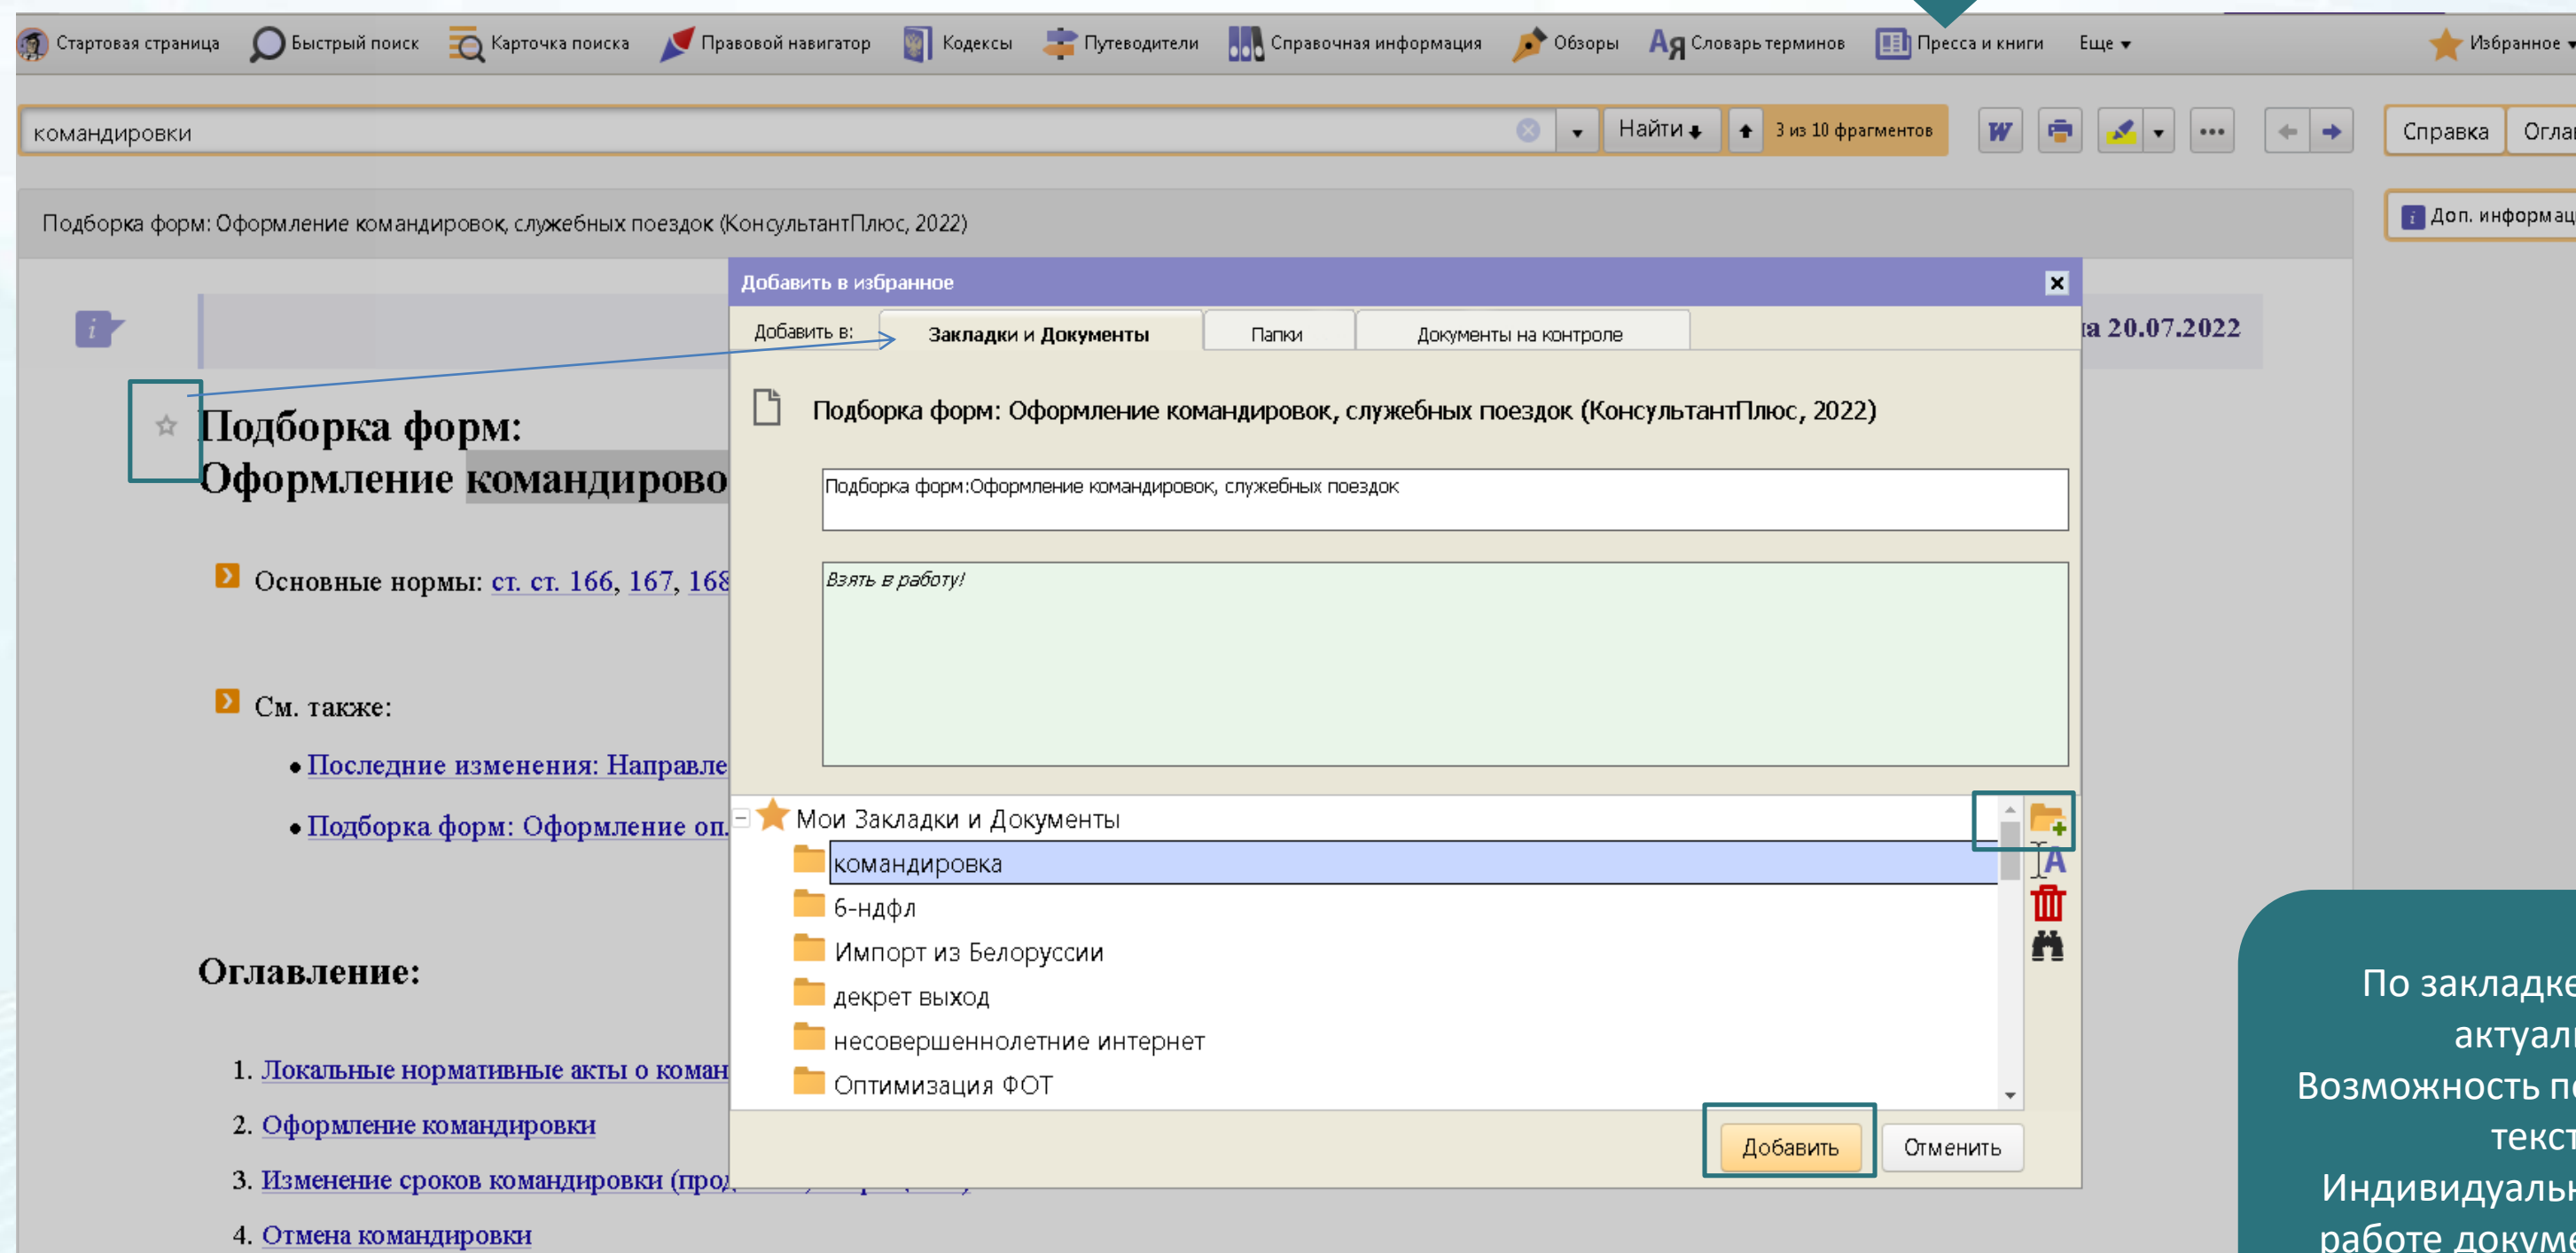 Стартовая страница Быстрый поиск Карточка поиска Правовой навигатор Кодексы Путеводители Справочная информация Обзоры Ая Словарь терминов Пресса и книги Еще Избранное
командировки Найти 3 из 10 фрагментов W ... Справка Огла
Подборка форм: Оформление командировок, служебных поездок (КонсультантПлюс, 2022)
i Доп. информац
Добавить в избранное
Добавить в: Закладки и Документы Папки Документы на контроле
i
на 20.07.2022
Подборка форм: Оформление командировок, служебных поездок (КонсультантПлюс, 2022)
Подборка форм:
Оформление командирово
Подборка форм:Оформление командировок, служебных поездок
Основные нормы: ст. ст. 166, 167, 168
Взять в работу!
См. также:
Последние изменения: Направле
Подборка форм: Оформление оп.
Мои Закладки и Документы
командировка
6-ндфл
Импорт из Белоруссии
декрет выход
несовершеннолетние интернет
Оптимизация ФОТ
Добавить Отменить
Оглавление:
1. Локальные нормативные акты о коман
2. Оформление командировки
3. Изменение сроков командировки (про
4. Отмена командировки
По закладке
актуаль
Возможность по
текст
Индивидуальн
работе докуме